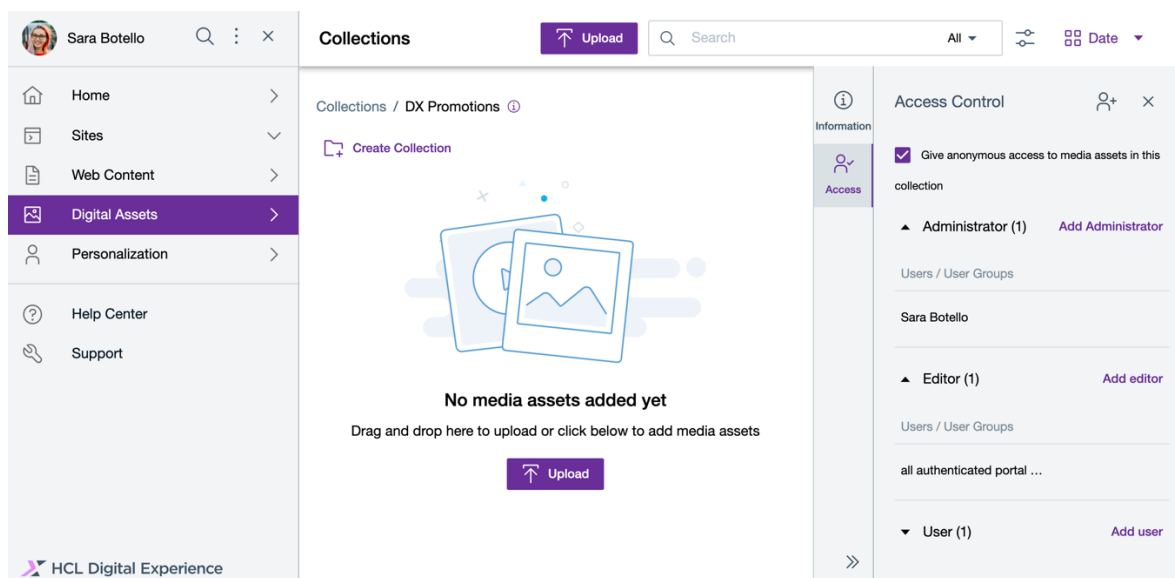 Sara Botello
Home
Sites
Web Content
Digital Assets
Personalization
Help Center
Support
HCL Digital Experience
Collections
Upload
Search
All
Date
Collections / DX Promotions
Create Collection
No media assets added yet
Drag and drop here to upload or click below to add media assets
Upload
Information
Access
Access Control
Give anonymous access to media assets in this
collection
Administrator (1) Add Administrator
Users / User Groups
Sara Botello
Editor (1) Add editor
Users / User Groups
all authenticated portal ...
User (1) Add user